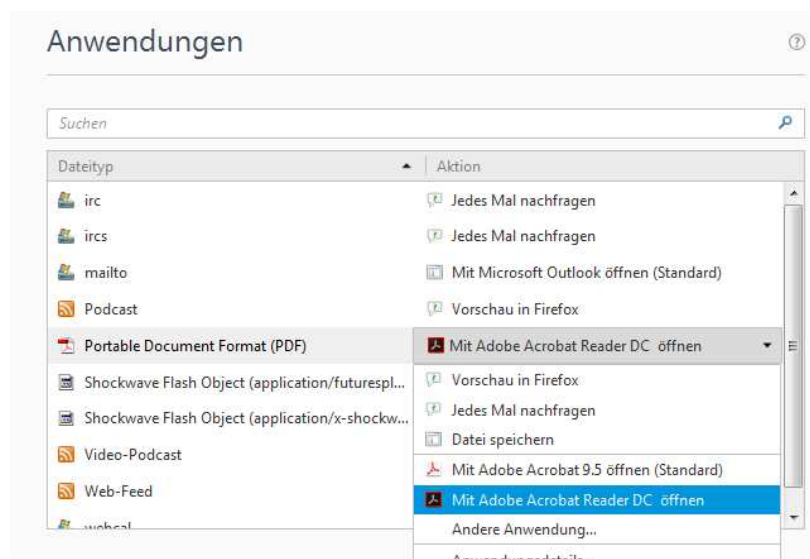 Anwendungen
Suchen
Dateityp Aktion
irc Jedes Mal nachfragen
ircs Jedes Mal nachfragen
mailto Mit Microsoft Outlook öffnen (Standard)
Podcast Vorschau in Firefox
Portable Document Format (PDF) Mit Adobe Acrobat Reader DC öffnen
Shockwave Flash Object (application/futurespl... Vorschau in Firefox
Jedes Mal nachfragen
Shockwave Flash Object (application/x-shockw... Datei speichern
Video-Podcast Mit Adobe Acrobat 9.5 öffnen (Standard)
Web-Feed Mit Adobe Acrobat Reader DC öffnen
webcal Andere Anwendung...